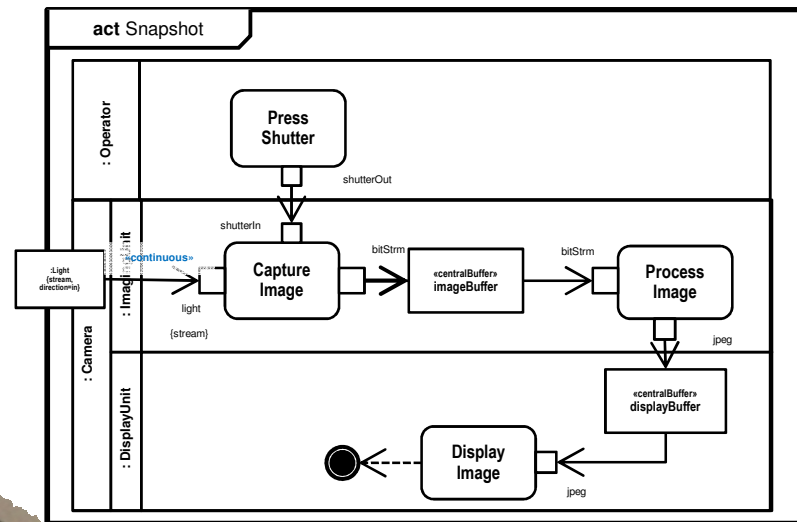 act Snapshot
: Operator
Press
Shutter
shutterOut
shutterIn
: Camera
«continuous»
bitStrm
bitStrm
:Light
{stream,
direction=in}
Capture
Image
«centralBuffer»
imageBuffer
Process
Image
light
{stream}
jpeg
: DisplayUnit
«centralBuffer»
displayBuffer
Display
Image
jpeg